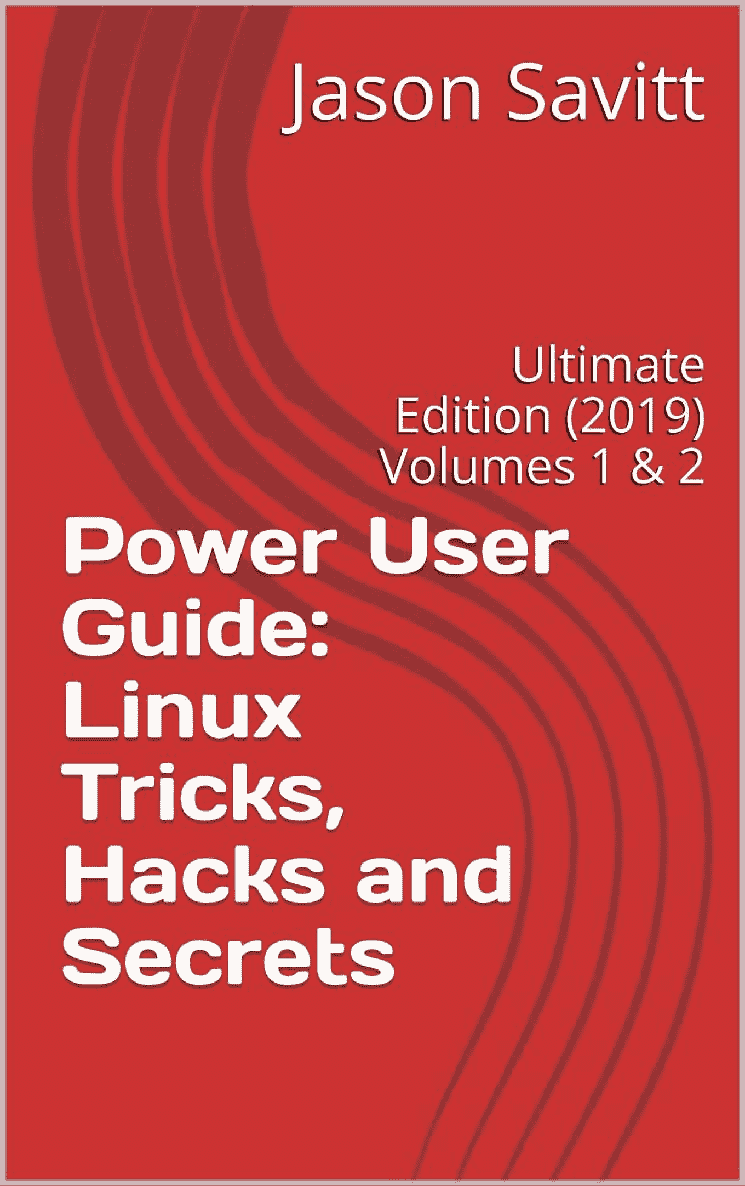 Jason Savitt
Ultimate
Edition (2019)
Volumes 1 & 2
Power User
Guide:
Linux
Tricks,
Hacks and
Secrets